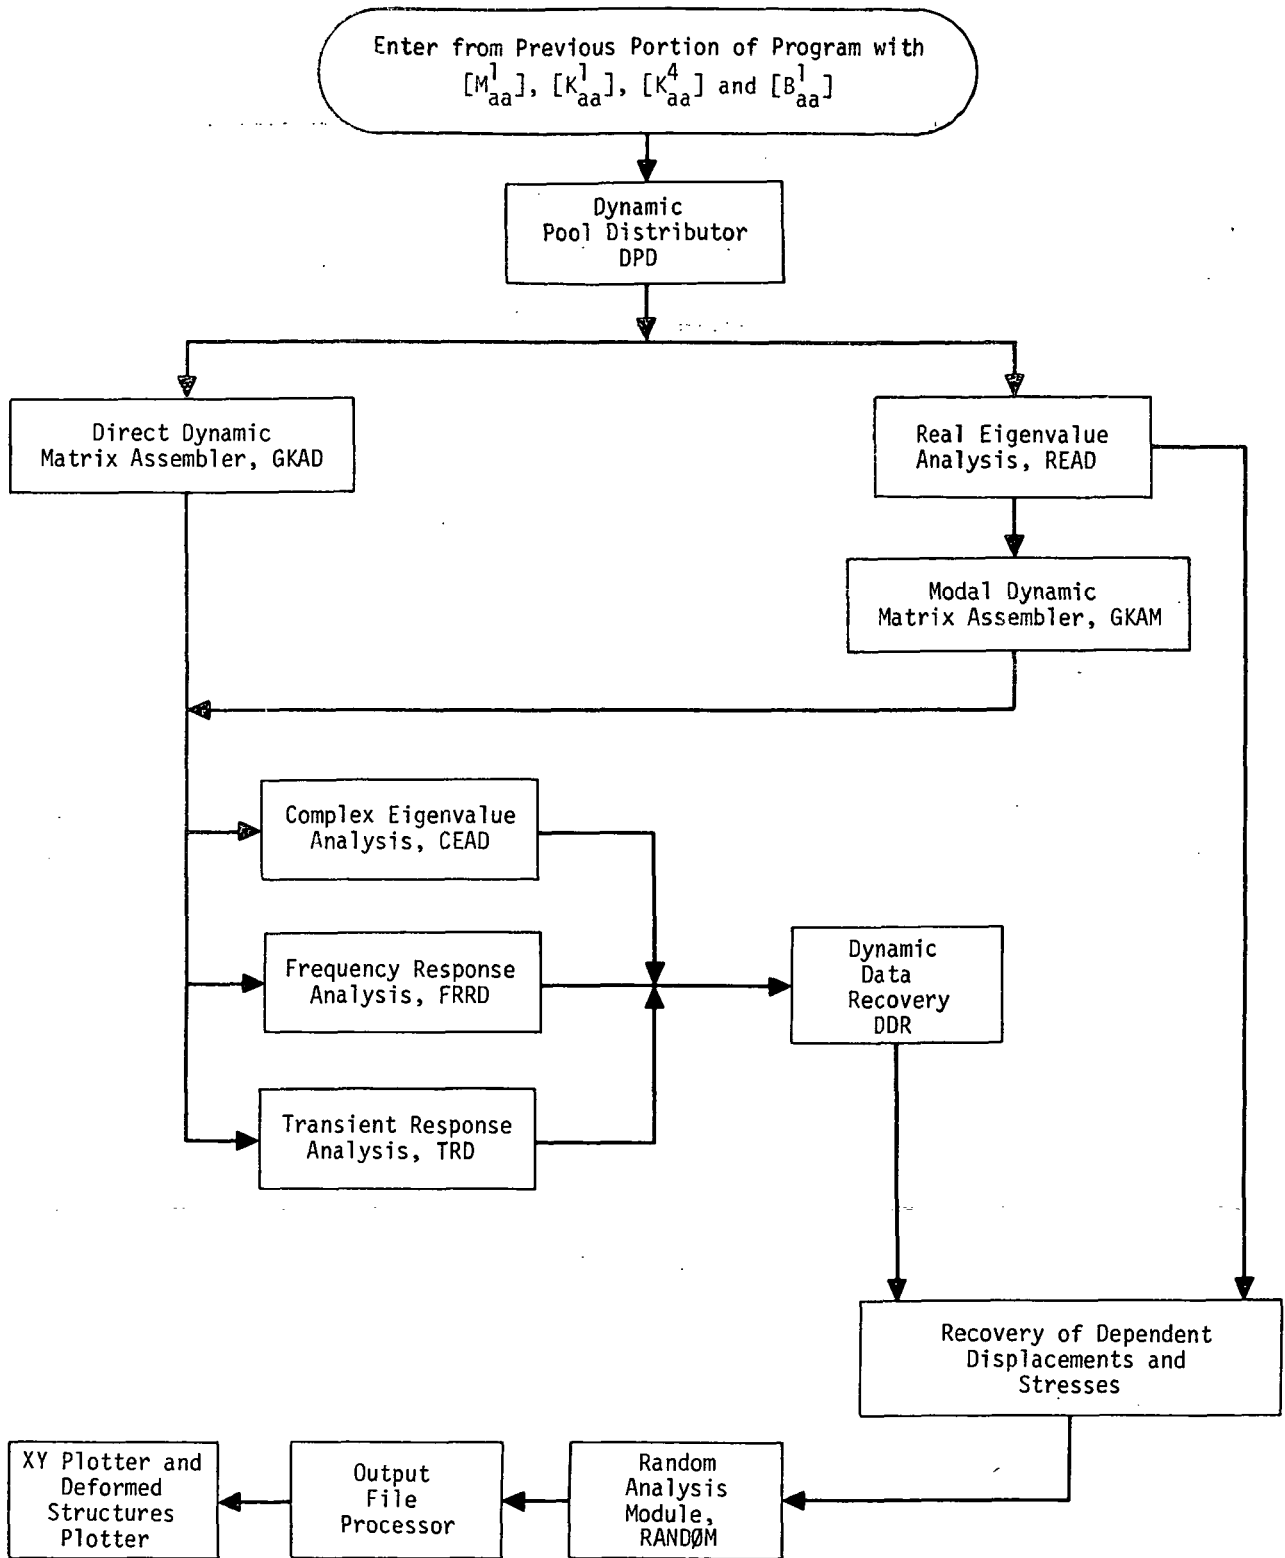 Enter from Previous Portion of Program with
[M¹aa], [K¹aa], [K⁴aa] and [B¹aa]
Dynamic
Pool Distributor
DPD
Direct Dynamic
Matrix Assembler, GKAD
Real Eigenvalue
Analysis, READ
Modal Dynamic
Matrix Assembler, GKAM
Complex Eigenvalue
Analysis, CEAD
Frequency Response
Analysis, FRRD
Dynamic
Data
Recovery
DDR
Transient Response
Analysis, TRD
Recovery of Dependent
Displacements and
Stresses
XY Plotter and
Deformed
Structures
Plotter
Output
File
Processor
Random
Analysis
Module,
RANDØM